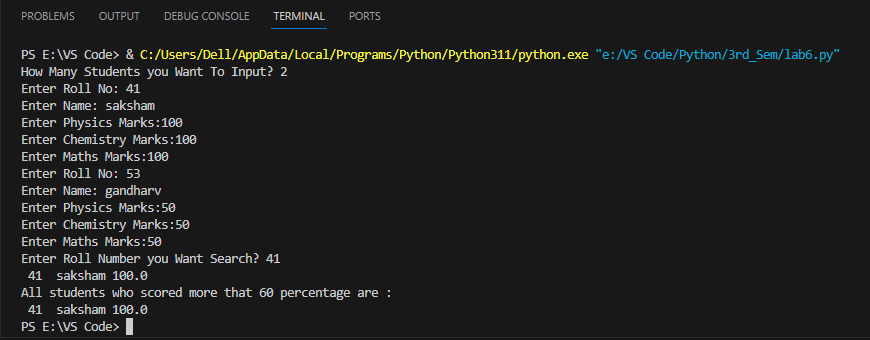 PROBLEMS OUTPUT DEBUG CONSOLE TERMINAL PORTS
PS E:\VS Code> & C:/Users/Dell/AppData/Local/Programs/Python/Python311/python.exe "e:/VS Code/Python/3rd_Sem/lab6.py"
How Many Students you Want To Input? 2
Enter Roll No: 41
Enter Name: saksham
Enter Physics Marks:100
Enter Chemistry Marks:100
Enter Maths Marks:100
Enter Roll No: 53
Enter Name: gandharv
Enter Physics Marks:50
Enter Chemistry Marks:50
Enter Maths Marks:50
Enter Roll Number you Want Search? 41
 41  saksham 100.0
All students who scored more that 60 percentage are :
 41  saksham 100.0
PS E:\VS Code>